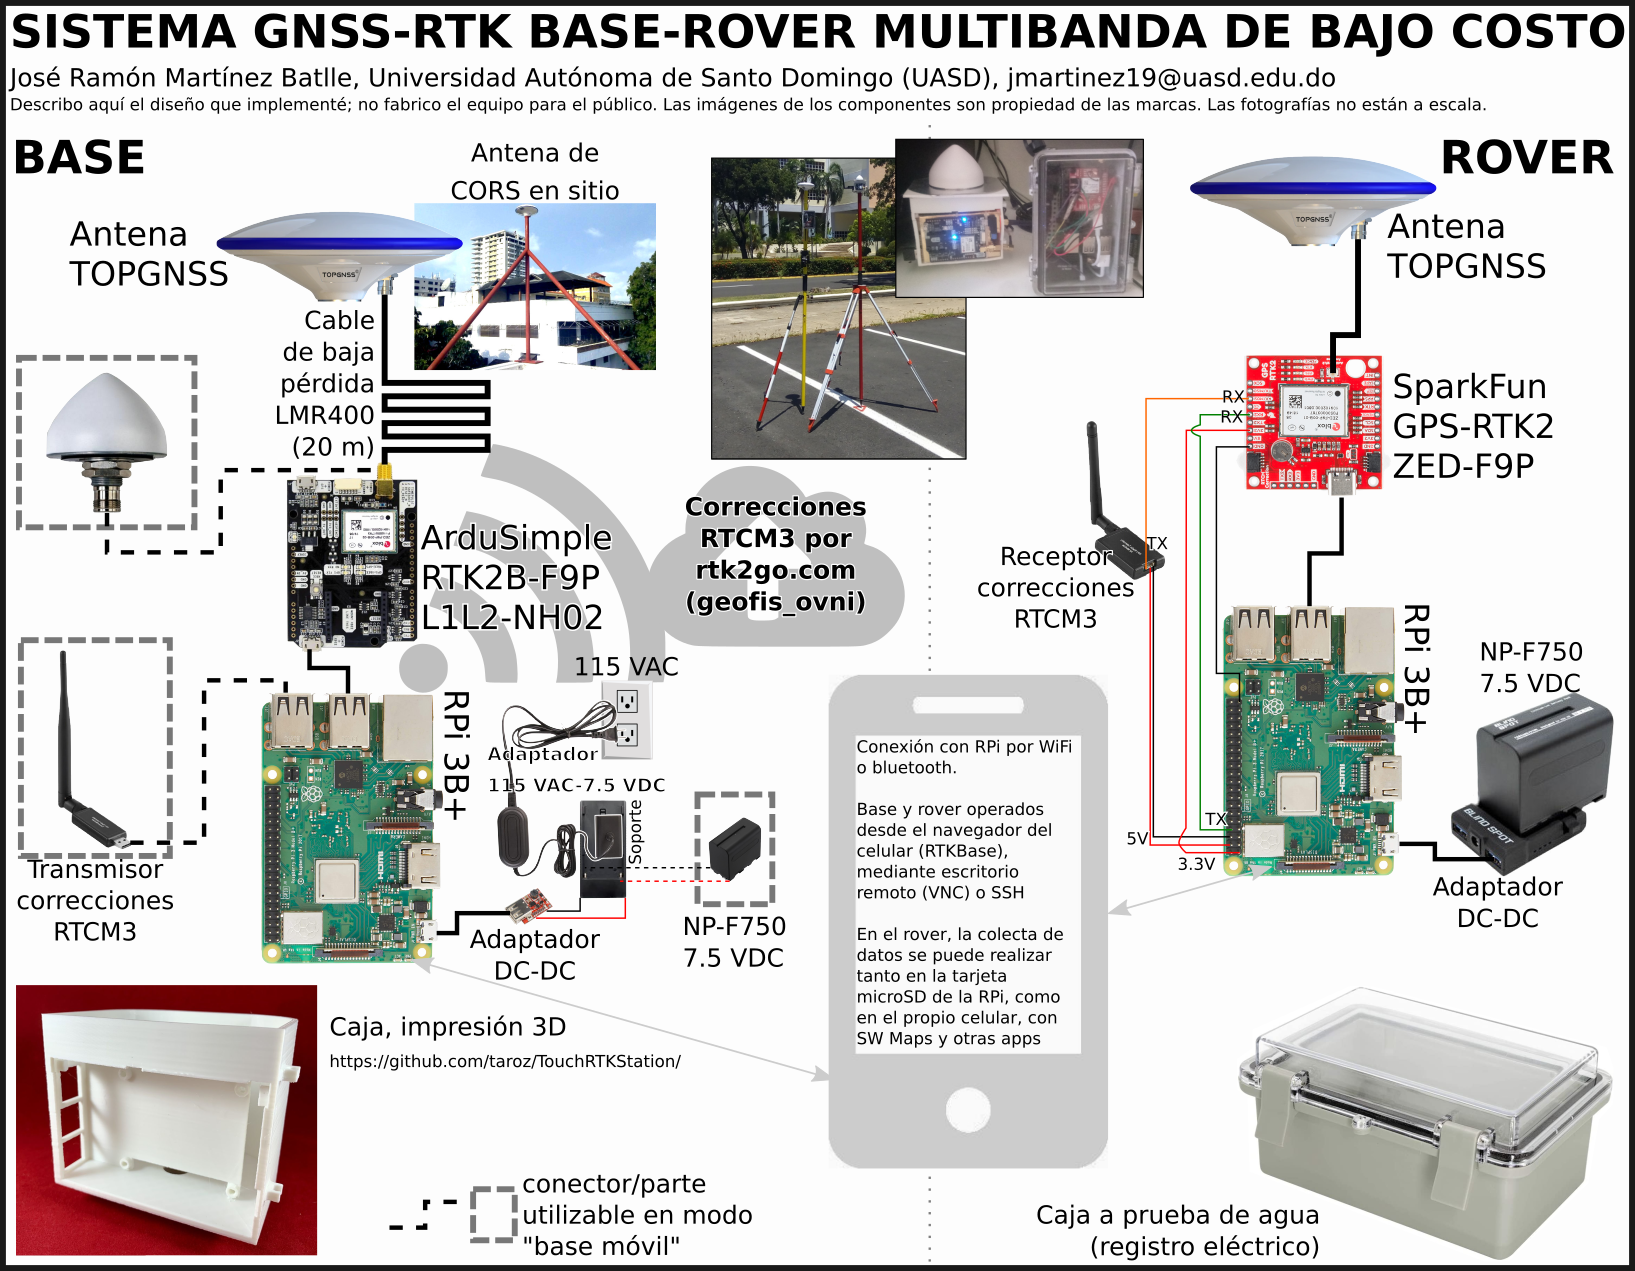 SISTEMA GNSS-RTK BASE-ROVER MULTIBANDA DE BAJO COSTO
José Ramón Martínez Batlle, Universidad Autónoma de Santo Domingo (UASD), jmartinez19@uasd.edu.do
Describo aquí el diseño que implementé; no fabrico el equipo para el público. Las imágenes de los componentes son propiedad de las marcas. Las fotografías no están a escala.
BASE
Antena de
CORS en sitio
Antena
TOPGNSS
TOPGNSS
Cable
de baja
pérdida
LMR400
(20 m)
ArduSimple
RTK2B-F9P
L1L2-NH02
Correcciones
RTCM3 por
rtk2go.com
(geofis_ovni)
115 VAC
Adaptador
115 VAC-7.5 VDC
Soporte
RPi 3B+
HDMI
Transmisor
correcciones
RTCM3
Adaptador
DC-DC
NP-F750
7.5 VDC
Caja, impresión 3D
https://github.com/taroz/TouchRTKStation/
conector/parte
utilizable en modo
"base móvil"
Conexión con RPi por WiFi
o bluetooth.
Base y rover operados
desde el navegador del
celular (RTKBase),
mediante escritorio
remoto (VNC) o SSH
En el rover, la colecta de
datos se puede realizar
tanto en la tarjeta
microSD de la RPi, como
en el propio celular, con
SW Maps y otras apps
ROVER
TOPGNSS
Antena
TOPGNSS
GPS
RTK2
SparkFun
GPS-RTK2
ZED-F9P
RX
RX
TX
Receptor
correcciones
RTCM3
RPi 3B+
HDMI
TX
5V
3.3V
NP-F750
7.5 VDC
BLIND SPOT
BLIND SPOT
Adaptador
DC-DC
Caja a prueba de agua
(registro eléctrico)